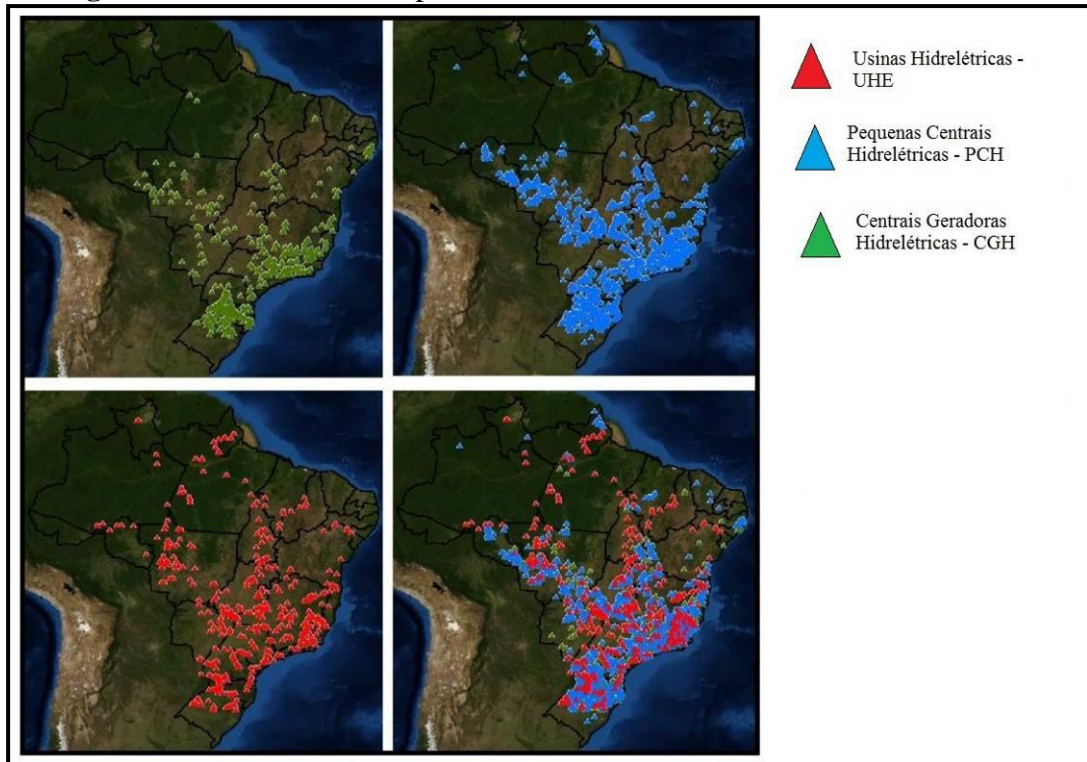 Usinas Hidrelétricas -
UHE
Pequenas Centrais
Hidrelétricas - PCH
Centrais Geradoras
Hidrelétricas - CGH